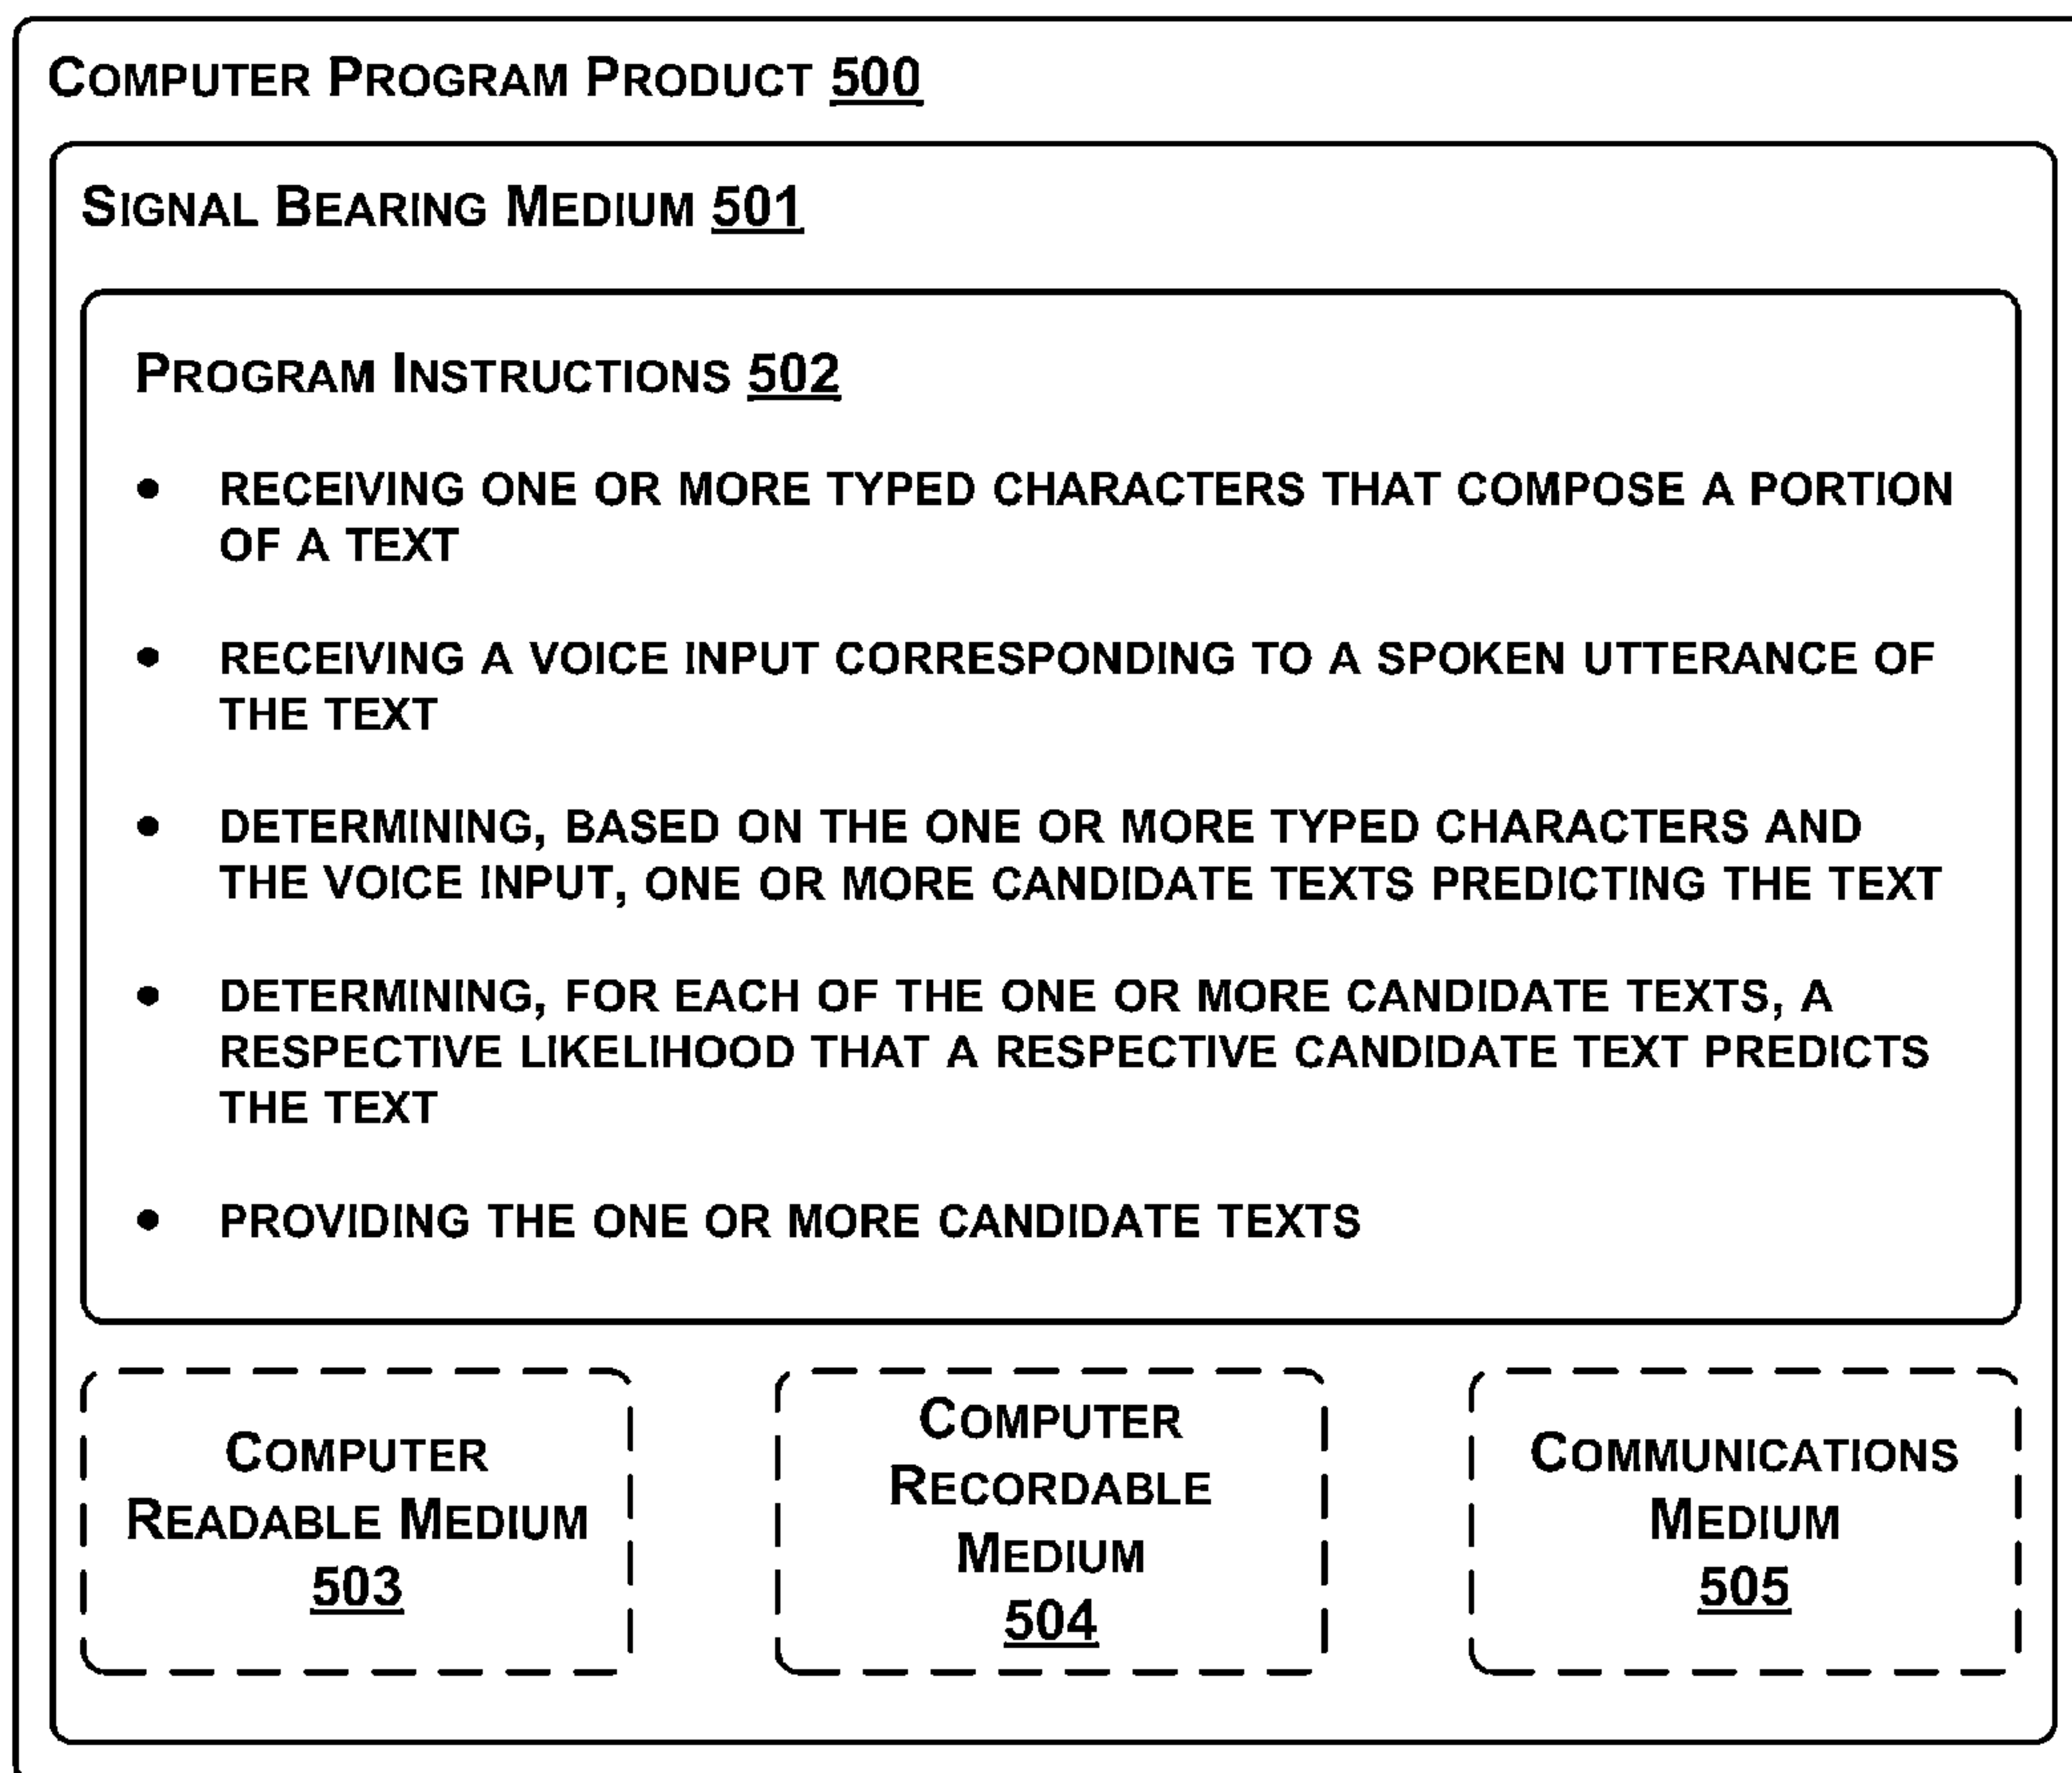 COMPUTER PROGRAM PRODUCT 500
SIGNAL BEARING MEDIUM 501
PROGRAM INSTRUCTIONS 502
• RECEIVING ONE OR MORE TYPED CHARACTERS THAT COMPOSE A PORTION
OF A TEXT
• RECEIVING A VOICE INPUT CORRESPONDING TO A SPOKEN UTTERANCE OF
THE TEXT
• DETERMINING, BASED ON THE ONE OR MORE TYPED CHARACTERS AND
THE VOICE INPUT, ONE OR MORE CANDIDATE TEXTS PREDICTING THE TEXT
• DETERMINING, FOR EACH OF THE ONE OR MORE CANDIDATE TEXTS, A
RESPECTIVE LIKELIHOOD THAT A RESPECTIVE CANDIDATE TEXT PREDICTS
THE TEXT
• PROVIDING THE ONE OR MORE CANDIDATE TEXTS
COMPUTER
READABLE MEDIUM
503
COMPUTER
RECORDABLE
MEDIUM
504
COMMUNICATIONS
MEDIUM
505